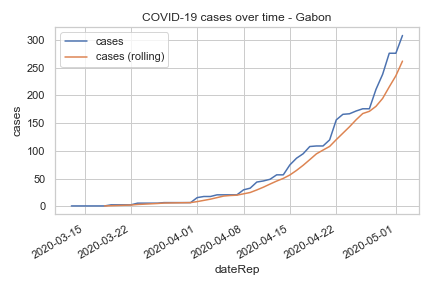 COVID-19 cases over time - Gabon
cases
cases (rolling)
300
250
200
150
100
50
0
cases
2020-03-15
2020-03-22
2020-04-01
2020-04-08
2020-04-15
2020-04-22
2020-05-01
dateRep